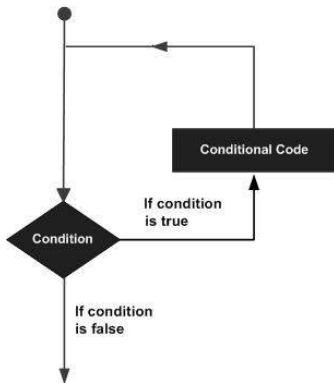 Conditional Code
If condition
is true
Condition
If condition
is false